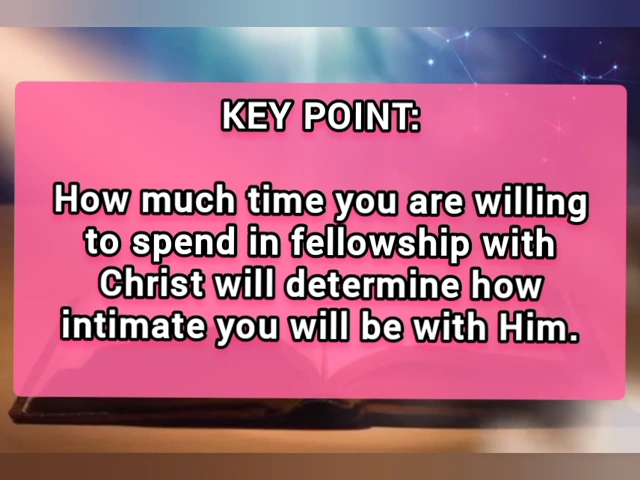 KEY POINT:
How much time you are willing
to spend in fellowship with
Christ will determine how
intimate you will be with Him.